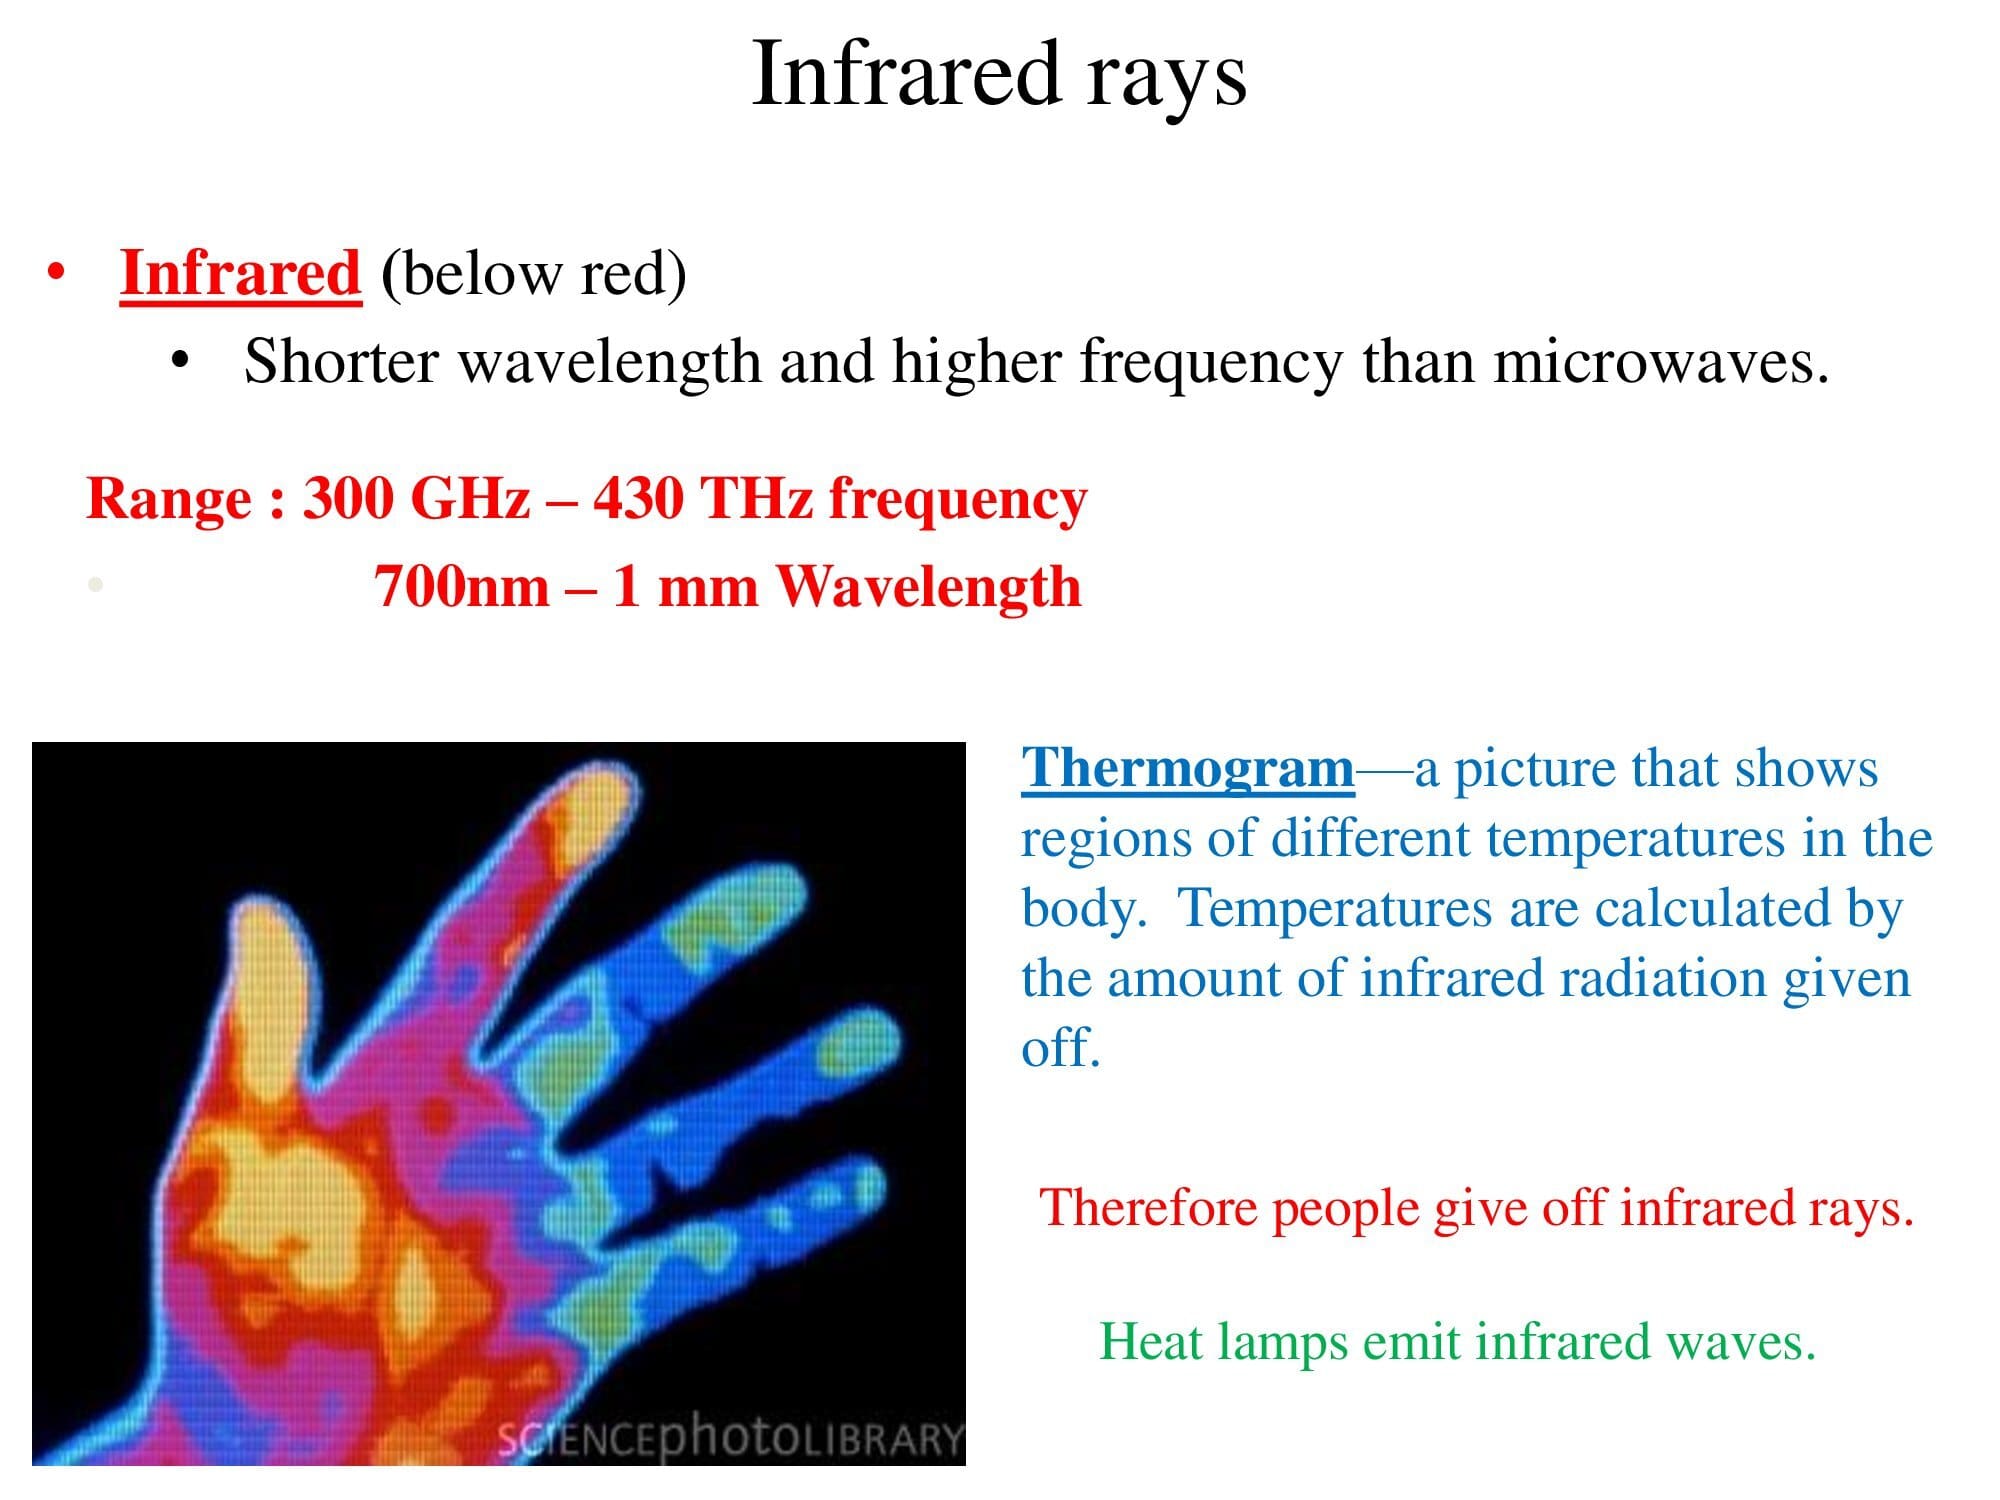 Infrared rays
• Infrared (below red)
• Shorter wavelength and higher frequency than microwaves.
Range : 300 GHz – 430 THz frequency
• 700nm – 1 mm Wavelength
Thermogram—a picture that shows
regions of different temperatures in the
body.  Temperatures are calculated by
the amount of infrared radiation given
off.
Therefore people give off infrared rays.
Heat lamps emit infrared waves.
SCIENCEphotoLIBRARY